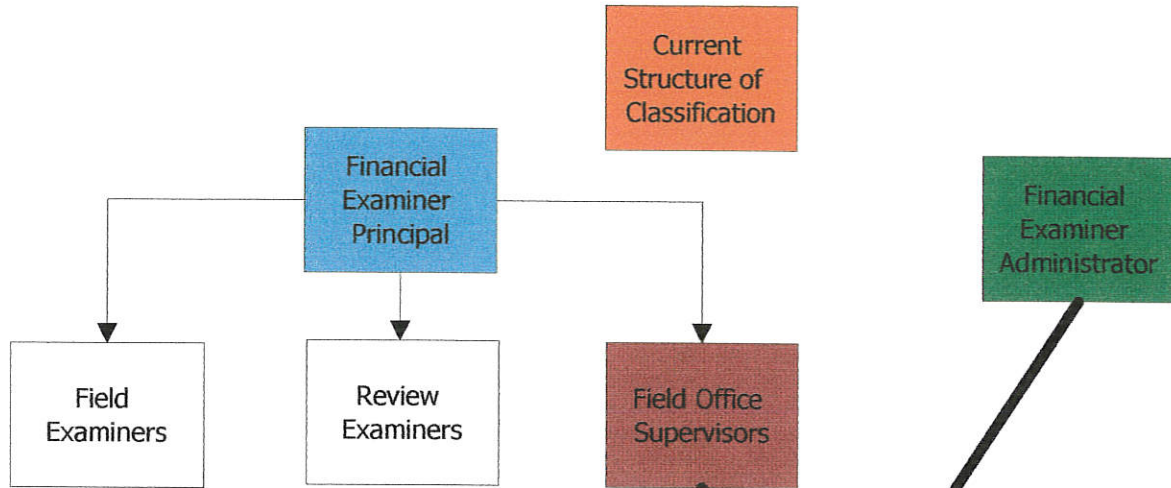 Current
Structure of
Classification
Financial
Examiner
Principal
Financial
Examiner
Administrator
Field
Examiners
Review
Examiners
Field Office
Supervisors